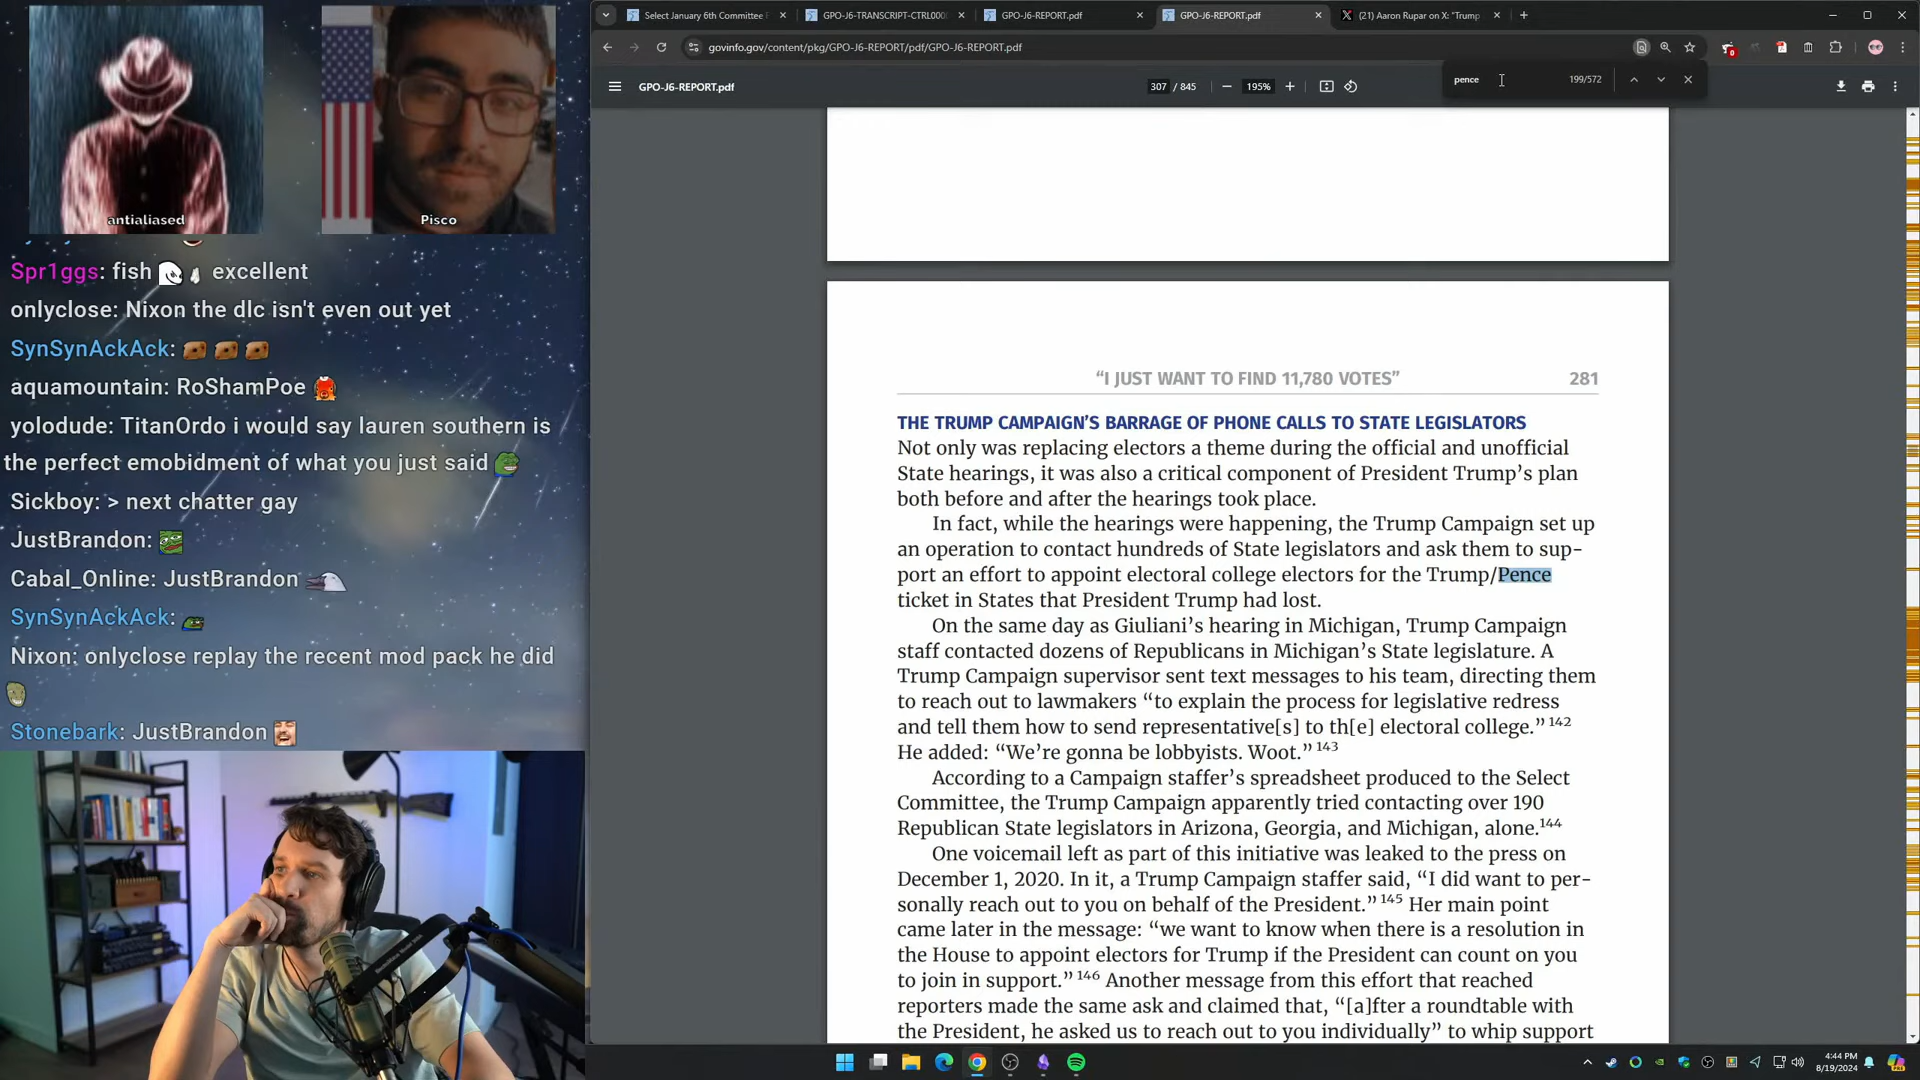 antialiased
Pisco
Spr1ggs: fish excellent
onlyclose: Nixon the dlc isn't even out yet
SynSynAckAck:
aquamountain: RoShamPoe
yolodude: TitanOrdo i would say lauren southern is
the perfect emobidment of what you just said
Sickboy: > next chatter gay
JustBrandon:
Cabal_Online: JustBrandon
SynSynAckAck:
Nixon: onlyclose replay the recent mod pack he did
Stonebark: JustBrandon
Select January 6th Committee F
GPO-J6-TRANSCRIPT-CTRL000
GPO-J6-REPORT.pdf
GPO-J6-REPORT.pdf
(21) Aaron Rupar on X: "Trump
govinfo.gov/content/pkg/GPO-J6-REPORT/pdf/GPO-J6-REPORT.pdf
pence 199/572
GPO-J6-REPORT.pdf
307 / 845
195%
“I JUST WANT TO FIND 11,780 VOTES” 281
THE TRUMP CAMPAIGN’S BARRAGE OF PHONE CALLS TO STATE LEGISLATORS
Not only was replacing electors a theme during the official and unofficial
State hearings, it was also a critical component of President Trump’s plan
both before and after the hearings took place.
In fact, while the hearings were happening, the Trump Campaign set up
an operation to contact hundreds of State legislators and ask them to sup-
port an effort to appoint electoral college electors for the Trump/Pence
ticket in States that President Trump had lost.
On the same day as Giuliani’s hearing in Michigan, Trump Campaign
staff contacted dozens of Republicans in Michigan’s State legislature. A
Trump Campaign supervisor sent text messages to his team, directing them
to reach out to lawmakers “to explain the process for legislative redress
and tell them how to send representative[s] to th[e] electoral college.” 142
He added: “We’re gonna be lobbyists. Woot.” 143
According to a Campaign staffer’s spreadsheet produced to the Select
Committee, the Trump Campaign apparently tried contacting over 190
Republican State legislators in Arizona, Georgia, and Michigan, alone.144
One voicemail left as part of this initiative was leaked to the press on
December 1, 2020. In it, a Trump Campaign staffer said, “I did want to per-
sonally reach out to you on behalf of the President.” 145 Her main point
came later in the message: “we want to know when there is a resolution in
the House to appoint electors for Trump if the President can count on you
to join in support.” 146 Another message from this effort that reached
reporters made the same ask and claimed that, “[a]fter a roundtable with
the President, he asked us to reach out to you individually” to whip support
4:44 PM
8/19/2024